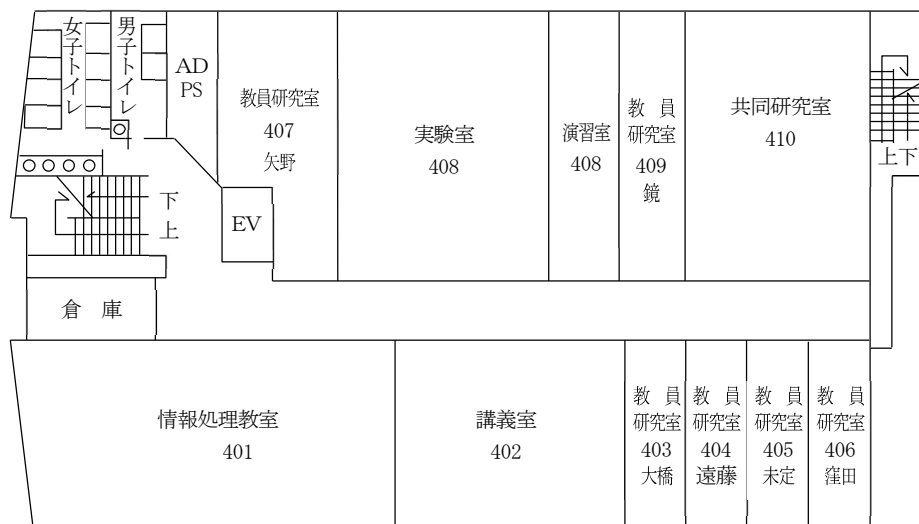 女子トイレ
男子トイレ
AD
PS
教員研究室
407
矢野
実験室
408
演習室
408
教 員
研究室
409
鏡
共同研究室
410
上下
下
上
EV
倉 庫
情報処理教室
401
講義室
402
教 員
研究室
403
大橋
教 員
研究室
404
遠藤
教 員
研究室
405
未定
教 員
研究室
406
窪田